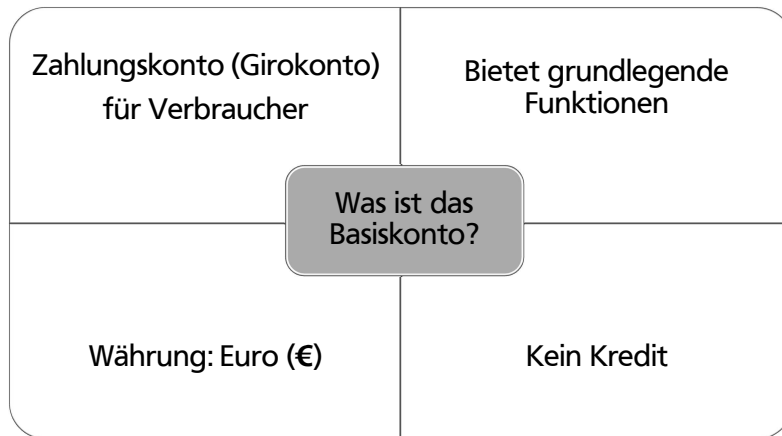 Zahlungskonto (Girokonto)
für Verbraucher
Bietet grundlegende
Funktionen
Was ist das
Basiskonto?
Währung: Euro (€)
Kein Kredit